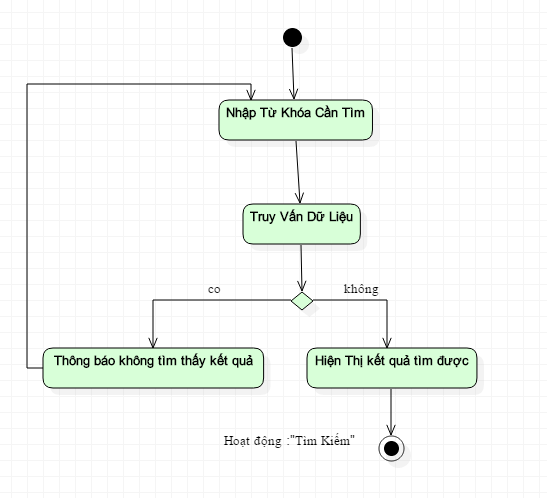 Nhập Từ Khóa Cần Tìm
Truy Vấn Dữ Liệu
co
không
Thông báo không tìm thấy kết quả
Hiện Thị kết quả tìm được
Hoạt động :"Tìm Kiếm"